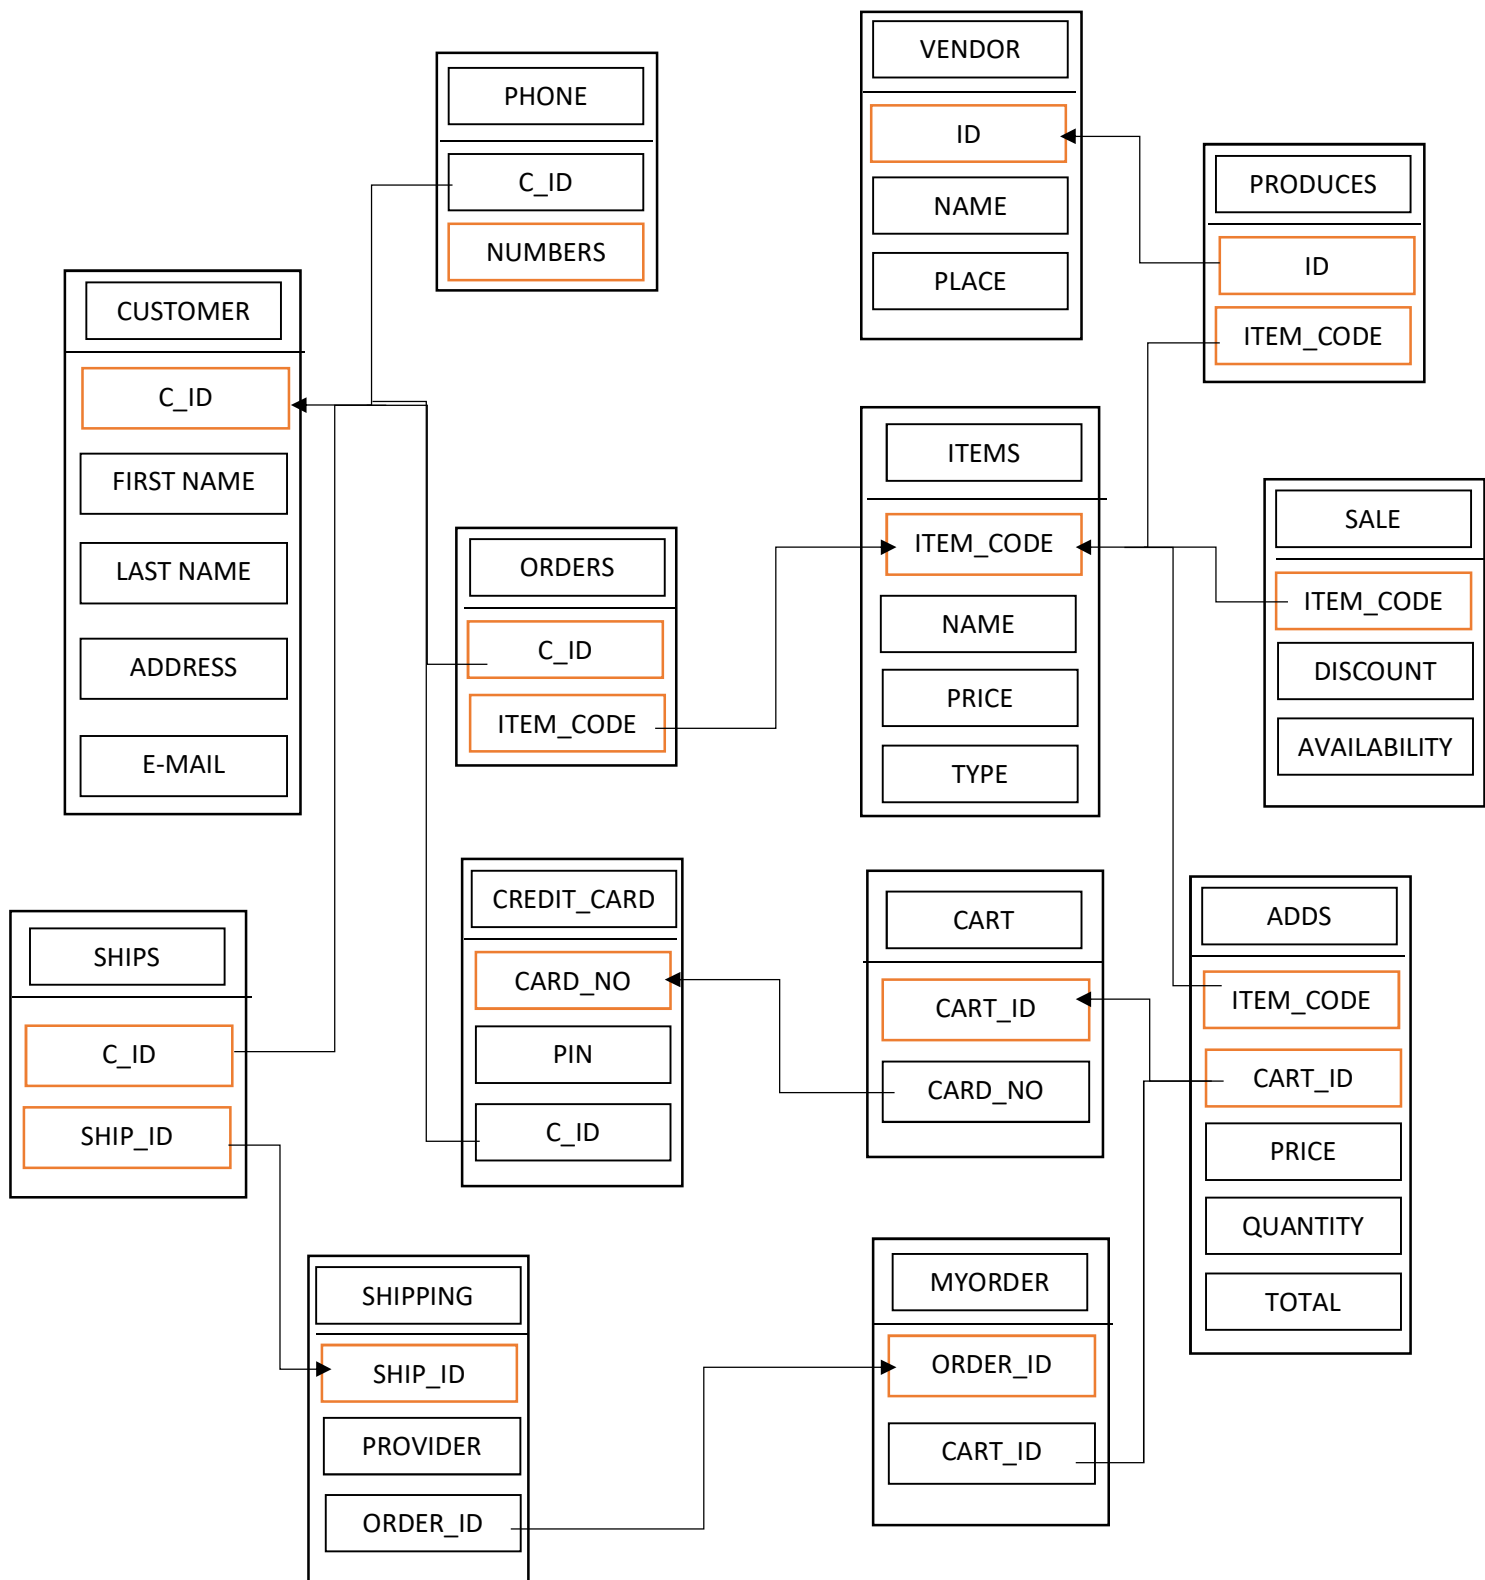 PHONE
C_ID
NUMBERS
VENDOR
ID
NAME
PLACE
PRODUCES
ID
ITEM_CODE
CUSTOMER
C_ID
FIRST NAME
LAST NAME
ADDRESS
E-MAIL
ORDERS
C_ID
ITEM_CODE
ITEMS
ITEM_CODE
NAME
PRICE
TYPE
SALE
ITEM_CODE
DISCOUNT
AVAILABILITY
SHIPS
C_ID
SHIP_ID
CREDIT_CARD
CARD_NO
PIN
C_ID
CART
CART_ID
CARD_NO
ADDS
ITEM_CODE
CART_ID
PRICE
QUANTITY
TOTAL
SHIPPING
SHIP_ID
PROVIDER
ORDER_ID
MYORDER
ORDER_ID
CART_ID